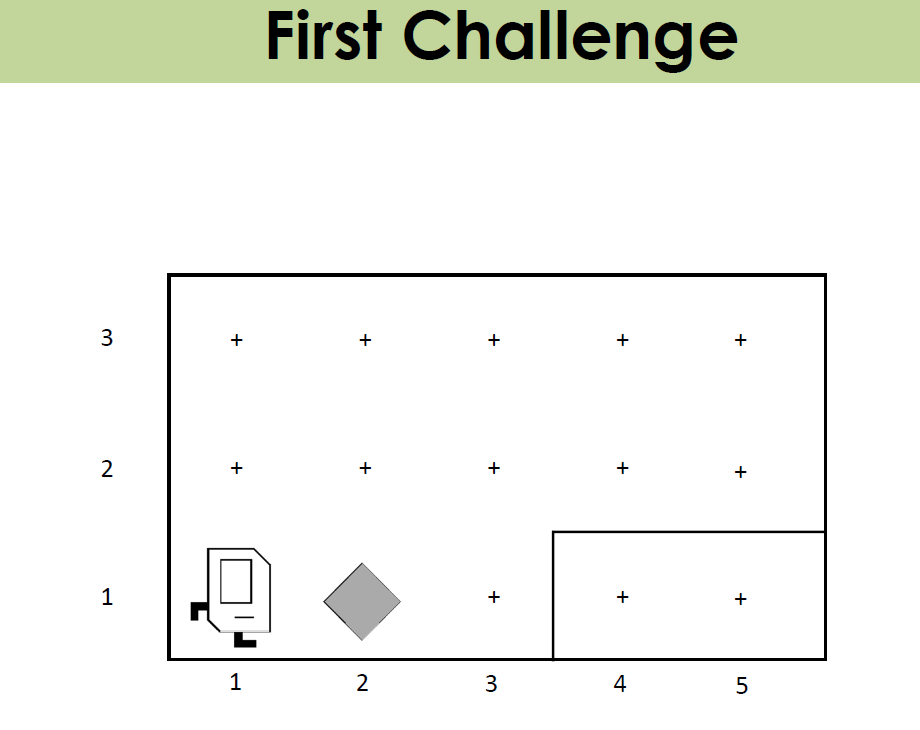 First Challenge
3 + + + + +
2 + + + + +
1 + + +
1 2 3 4 5